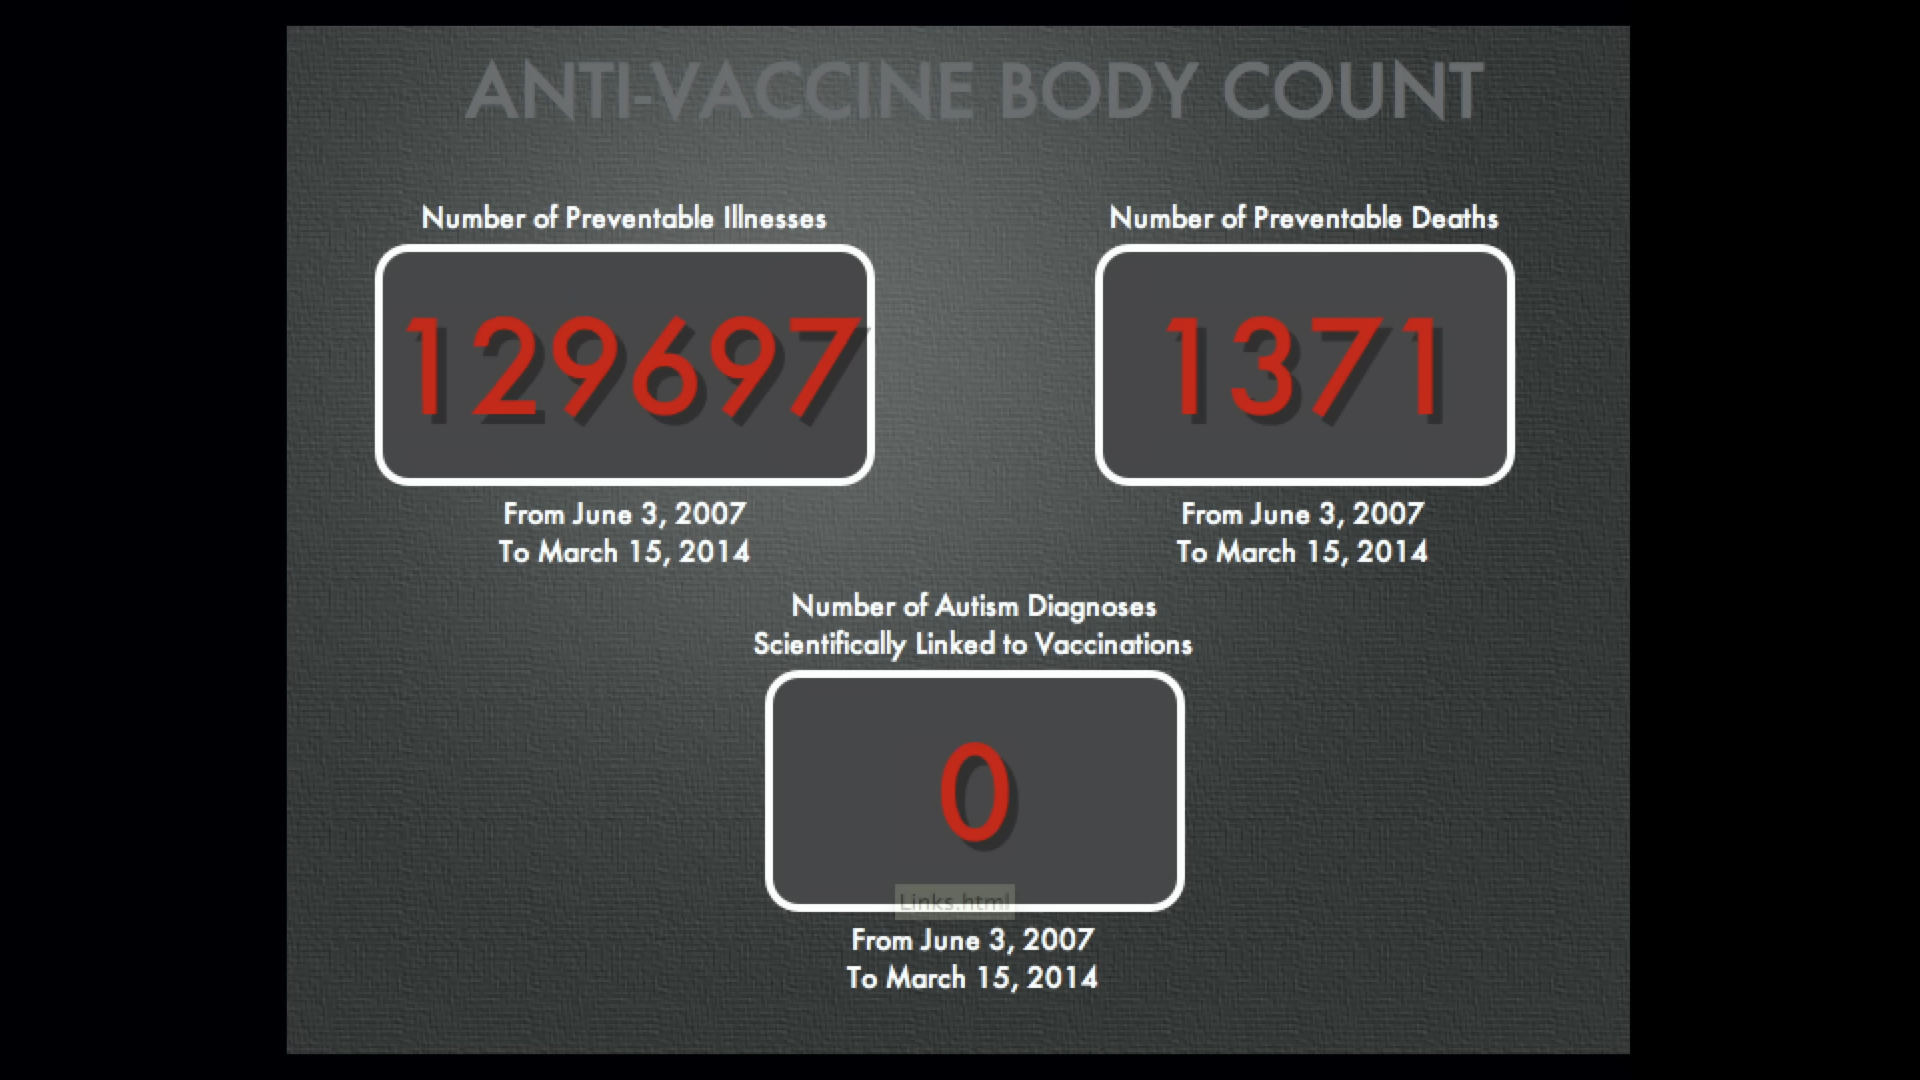 ANTI-VACCINE BODY COUNT
Number of Preventable Illnesses
129697
From June 3, 2007
To March 15, 2014
Number of Preventable Deaths
1371
From June 3, 2007
To March 15, 2014
Number of Autism Diagnoses
Scientifically Linked to Vaccinations
0
Links.html
From June 3, 2007
To March 15, 2014